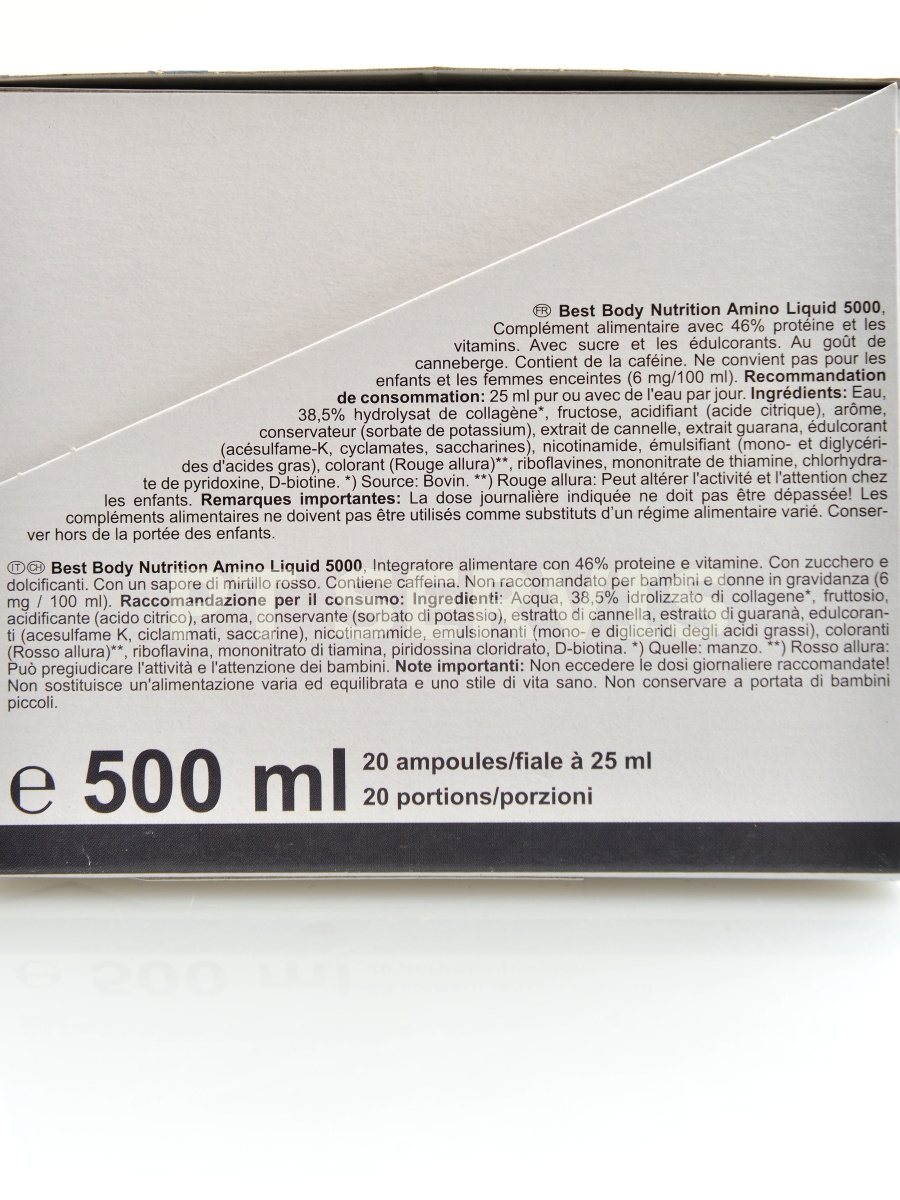 FR Best Body Nutrition Amino Liquid 5000,
Complément alimentaire avec 46% protéine et les
vitamins. Avec sucre et les édulcorants. Au goût de
canneberge. Contient de la caféine. Ne convient pas pour les
enfants et les femmes enceintes (6 mg/100 ml). Recommandation
de consommation: 25 ml pur ou avec de l'eau par jour. Ingrédients: Eau,
38,5% hydrolysat de collagène*, fructose, acidifiant (acide citrique), arôme,
conservateur (sorbate de potassium), extrait de cannelle, extrait guarana, édulcorant
(acésulfame-K, cyclamates, saccharines), nicotinamide, émulsifiant (mono- et diglycéri-
des d'acides gras), colorant (Rouge allura)**, riboflavines, mononitrate de thiamine, chlorhydra-
te de pyridoxine, D-biotine. *) Source: Bovin. **) Rouge allura: Peut altérer l'activité et l'attention chez
les enfants. Remarques importantes: La dose journalière indiquée ne doit pas être dépassée! Les
compléments alimentaires ne doivent pas être utilisés comme substituts d'un régime alimentaire varié. Conser-
ver hors de la portée des enfants.
IT CH Best Body Nutrition Amino Liquid 5000, Integratore alimentare con 46% proteine e vitamine. Con zucchero e
dolcificanti. Con un sapore di mirtillo rosso. Contiene caffeina. Non raccomandato per bambini e donne in gravidanza (6
mg / 100 ml). Raccomandazione per il consumo: Ingredienti: Acqua, 38,5% idrolizzato di collagene*, fruttosio,
acidificante (acido citrico), aroma, conservante (sorbato di potassio), estratto di cannella, estratto di guaranà, edulcoran-
ti (acesulfame K, ciclammati, saccarine), nicotinammide, emulsionanti (mono- e digliceridi degli acidi grassi), coloranti
(Rosso allura)**, riboflavina, mononitrato di tiamina, piridossina cloridrato, D-biotina. *) Quelle: manzo. **) Rosso allura:
Può pregiudicare l'attività e l'attenzione dei bambini. Note importanti: Non eccedere le dosi giornaliere raccomandate!
Non sostituisce un'alimentazione varia ed equilibrata e uno stile di vita sano. Non conservare a portata di bambini
piccoli.
e 500 ml
20 ampoules/fiale à 25 ml
20 portions/porzioni